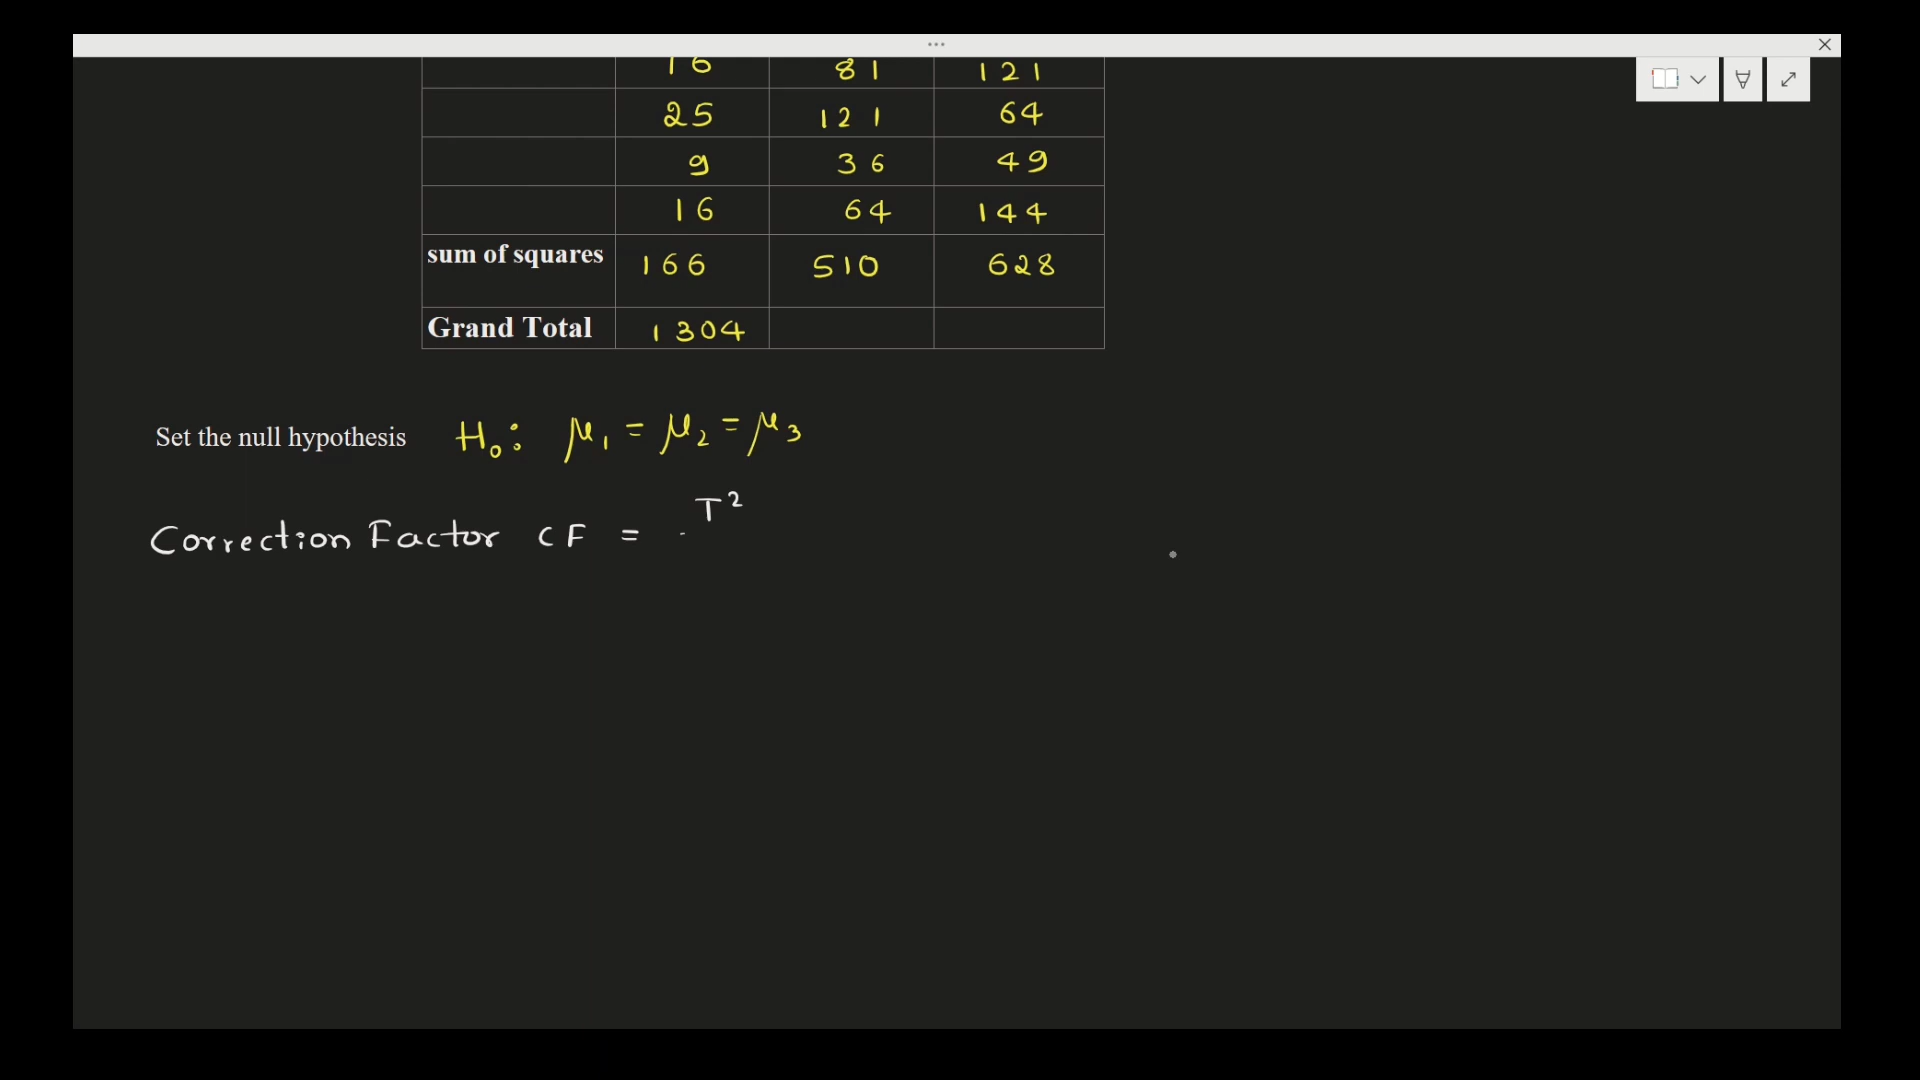 16 81 121
25 121 64
9 36 49
16 64 144
sum of squares 166 510 628
Grand Total 1304
Set the null hypothesis H₀: μ₁ = μ₂ = μ₃
Correction Factor CF = T²